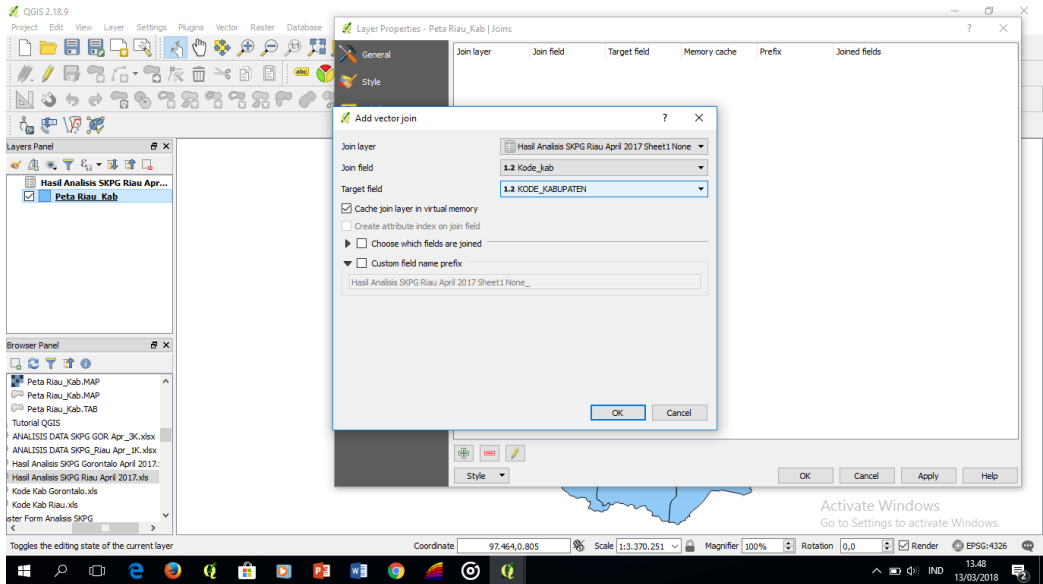 QGIS 2.18.9
Project Edit View Layer Settings Plugins Vector Raster Database
Layer Properties - Peta Riau_Kab | Joins
General
Style
Join layer Join field Target field Memory cache Prefix Joined fields
abc
Add vector join
Join layer Hasil Analisis SKPG Riau April 2017 Sheet1 None
Join field 1.2 Kode_kab
Target field 1.2 KODE_KABUPATEN
Cache join layer in virtual memory
Create attribute index on join field
Choose which fields are joined
Custom field name prefix
Hasil Analisis SKPG Riau April 2017 Sheet1 None_
OK Cancel
Layers Panel
Hasil Analisis SKPG Riau Apr...
Peta Riau_Kab
Browser Panel
Peta Riau_Kab.MAP
Peta Riau_Kab.MAP
Peta Riau_Kab.TAB
Tutorial QGIS
ANALISIS DATA SKPG GOR Apr_3K.xlsx
ANALISIS DATA SKPG_Riau Apr_1K.xlsx
Hasil Analisis SKPG Gorontalo April 2017.:
Hasil Analisis SKPG Riau April 2017.xls
Kode Kab Gorontalo.xls
Kode Kab Riau.xls
ster Form Analisis SKPG
Style OK Cancel Apply Help
Activate Windows
Go to Settings to activate Windows.
Toggles the editing state of the current layer Coordinate 97.464,0.805 Scale 1:3.370.251 Magnifier 100% Rotation 0,0 Render EPSG:4326
IND 13.48
13/03/2018
2